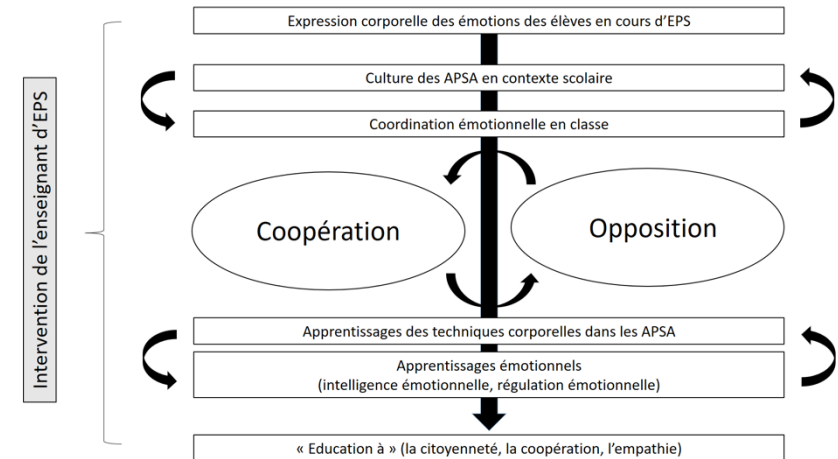 Expression corporelle des émotions des élèves en cours d’EPS
Culture des APSA en contexte scolaire
Coordination émotionnelle en classe
Intervention de l’enseignant d’EPS
Coopération
Opposition
Apprentissages des techniques corporelles dans les APSA
Apprentissages émotionnels
(intelligence émotionnelle, régulation émotionnelle)
« Education à » (la citoyenneté, la coopération, l’empathie)